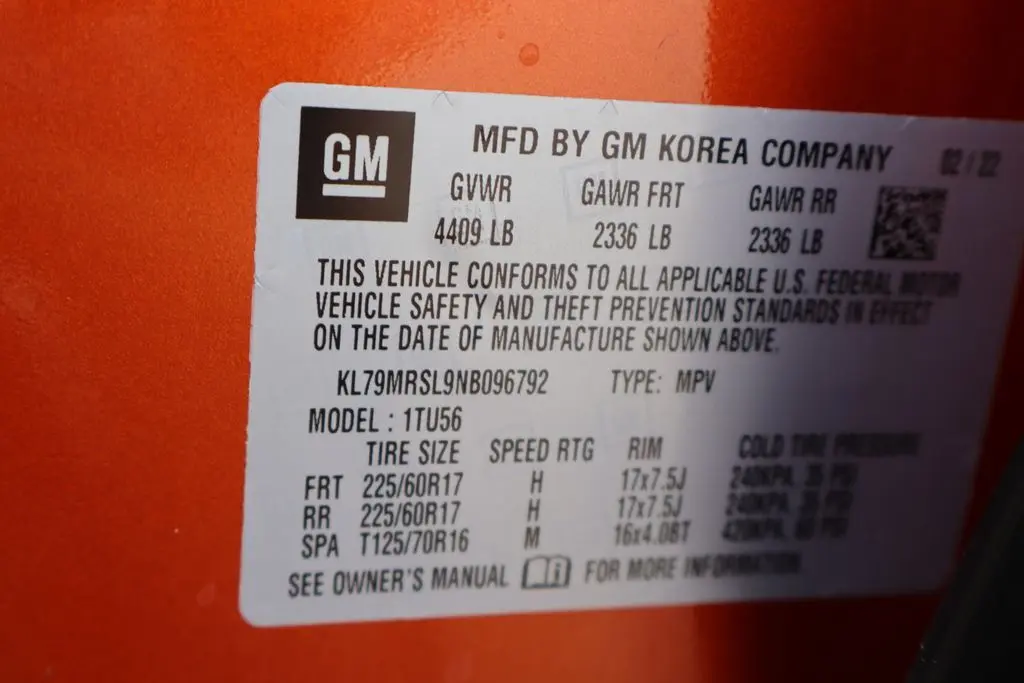 GM
MFD BY GM KOREA COMPANY 02/22
GVWR GAWR FRT GAWR RR
4409 LB 2336 LB 2336 LB
THIS VEHICLE CONFORMS TO ALL APPLICABLE U.S. FEDERAL MOTOR
VEHICLE SAFETY AND THEFT PREVENTION STANDARDS IN EFFECT
ON THE DATE OF MANUFACTURE SHOWN ABOVE.
KL79MRSL9NB096792 TYPE: MPV
MODEL : 1TU56
TIRE SIZE SPEED RTG RIM COLD TIRE PRESSURE
FRT 225/60R17 H 17x7.5J 240KPA, 35 PSI
RR 225/60R17 H 17x7.5J 240KPA, 35 PSI
SPA T125/70R16 M 16x4.0BT 420KPA, 60 PSI
SEE OWNER'S MANUAL FOR MORE INFORMATION